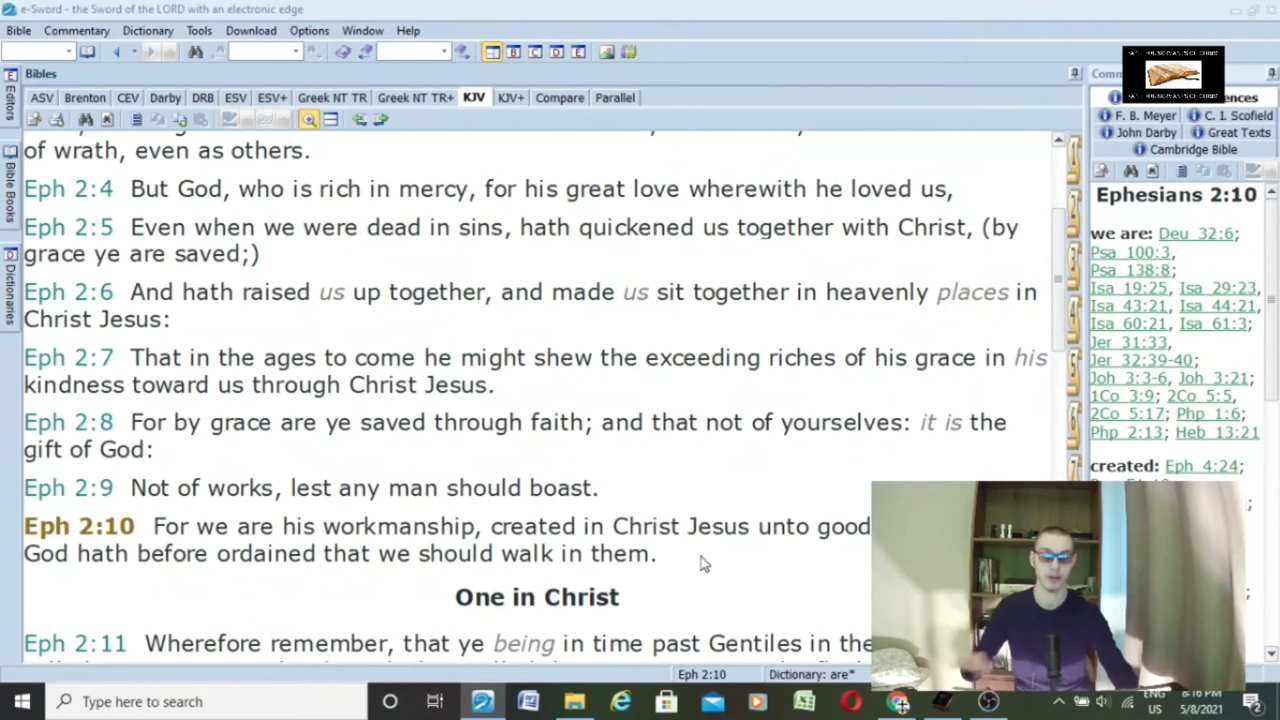 e-Sword - the Sword of the LORD with an electronic edge
Bible Commentary Dictionary Tools Download Options Window Help
Bibles
ASV Brenton CEV Darby DRB ESV ESV+ Greek NT TR Greek NT TR+ KJV KJV+ Compare Parallel
of wrath, even as others.
Eph 2:4 But God, who is rich in mercy, for his great love wherewith he loved us,
Eph 2:5 Even when we were dead in sins, hath quickened us together with Christ, (by
grace ye are saved;)
Eph 2:6 And hath raised us up together, and made us sit together in heavenly places in
Christ Jesus:
Eph 2:7 That in the ages to come he might shew the exceeding riches of his grace in his
kindness toward us through Christ Jesus.
Eph 2:8 For by grace are ye saved through faith; and that not of yourselves: it is the
gift of God:
Eph 2:9 Not of works, lest any man should boast.
Eph 2:10 For we are his workmanship, created in Christ Jesus unto good
God hath before ordained that we should walk in them.
One in Christ
Eph 2:11 Wherefore remember, that ye being in time past Gentiles in the
Eph 2:10 Dictionary: are*
Editors
Bible Books
Dictionaries
F. B. Meyer C. I. Scofield
John Darby Great Texts
Cambridge Bible
Ephesians 2:10
we are: Deu 32:6;
Psa 100:3,
Psa 138:8;
Isa 19:25, Isa 29:23,
Isa 43:21, Isa 44:21,
Isa 60:21, Isa 61:3;
Jer 31:33,
Jer 32:39-40;
Joh 3:3-6, Joh 3:21;
1Co 3:9; 2Co 5:5,
2Co 5:17; Php 1:6;
Php 2:13; Heb 13:21
created: Eph 4:24;
Type here to search
ENG
US
8:16 PM
5/8/2021